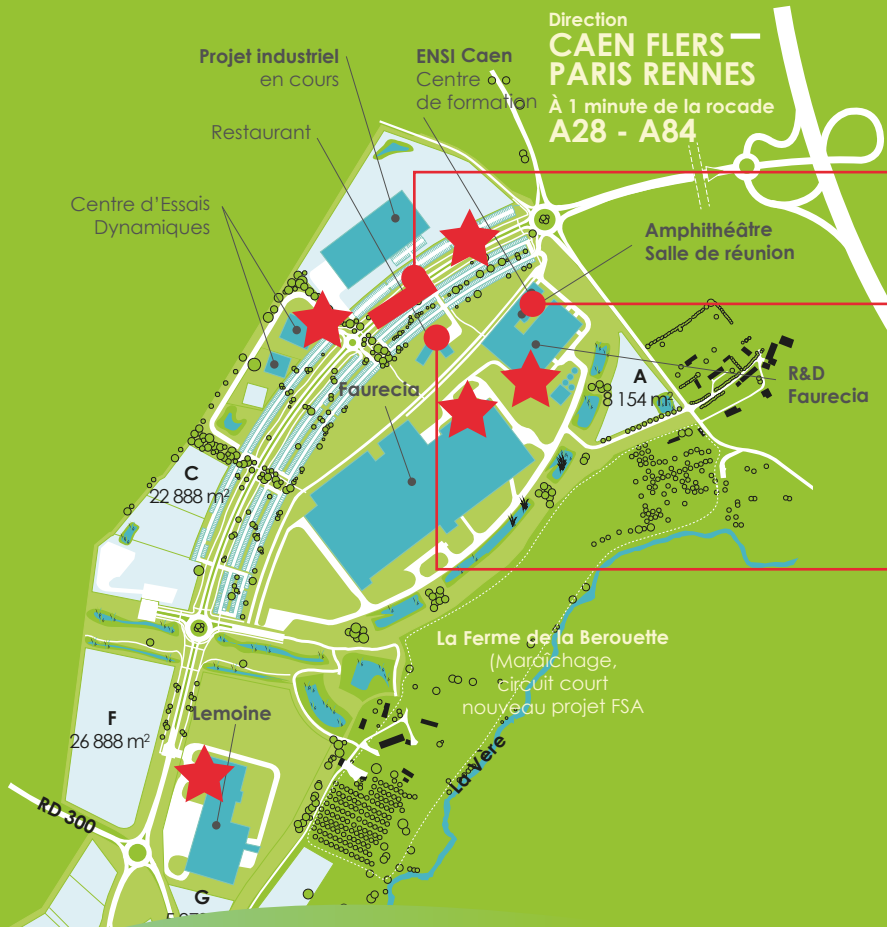 Direction
CAEN FLERS
PARIS RENNES
À 1 minute de la rocade
A28 - A84
Projet industriel
en cours
ENSI Caen
Centre
de formation
Restaurant
Centre d'Essais
Dynamiques
Amphithéâtre
Salle de réunion
R&D
Faurecia
A
8 154 m²
Faurecia
C
22 888 m²
La Ferme de la Berouette
(Maraîchage,
circuit court
nouveau projet FSA
F
26 888 m²
Lemoine
La Vère
RD 300
G